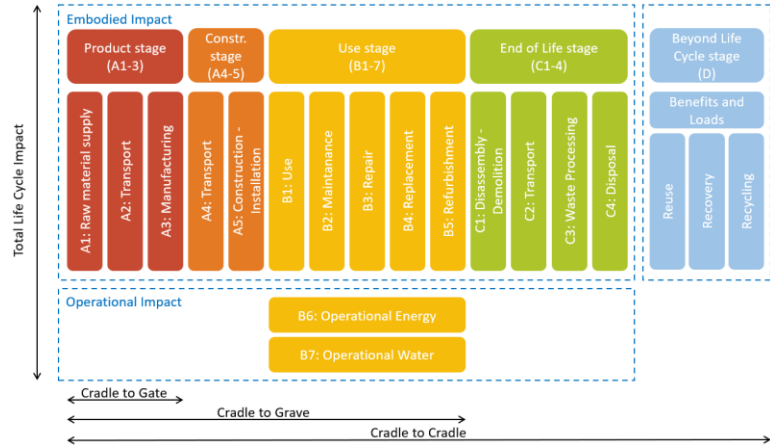 Embodied Impact
Product stage
(A1-3)
Constr.
stage
(A4-5)
Use stage
(B1-7)
End of Life stage
(C1-4)
Beyond Life
Cycle stage
(D)
Benefits and
Loads
Total Life Cycle Impact
A1: Raw material supply
A2: Transport
A3: Manufacturing
A4: Transport
A5: Construction -
Installation
B1: Use
B2: Maintanance
B3: Repair
B4: Replacement
B5: Refurbishment
C1: Disassembly -
Demolition
C2: Transport
C3: Waste Processing
C4: Disposal
Reuse
Recovery
Recycling
Operational Impact
B6: Operational Energy
B7: Operational Water
Cradle to Gate
Cradle to Grave
Cradle to Cradle